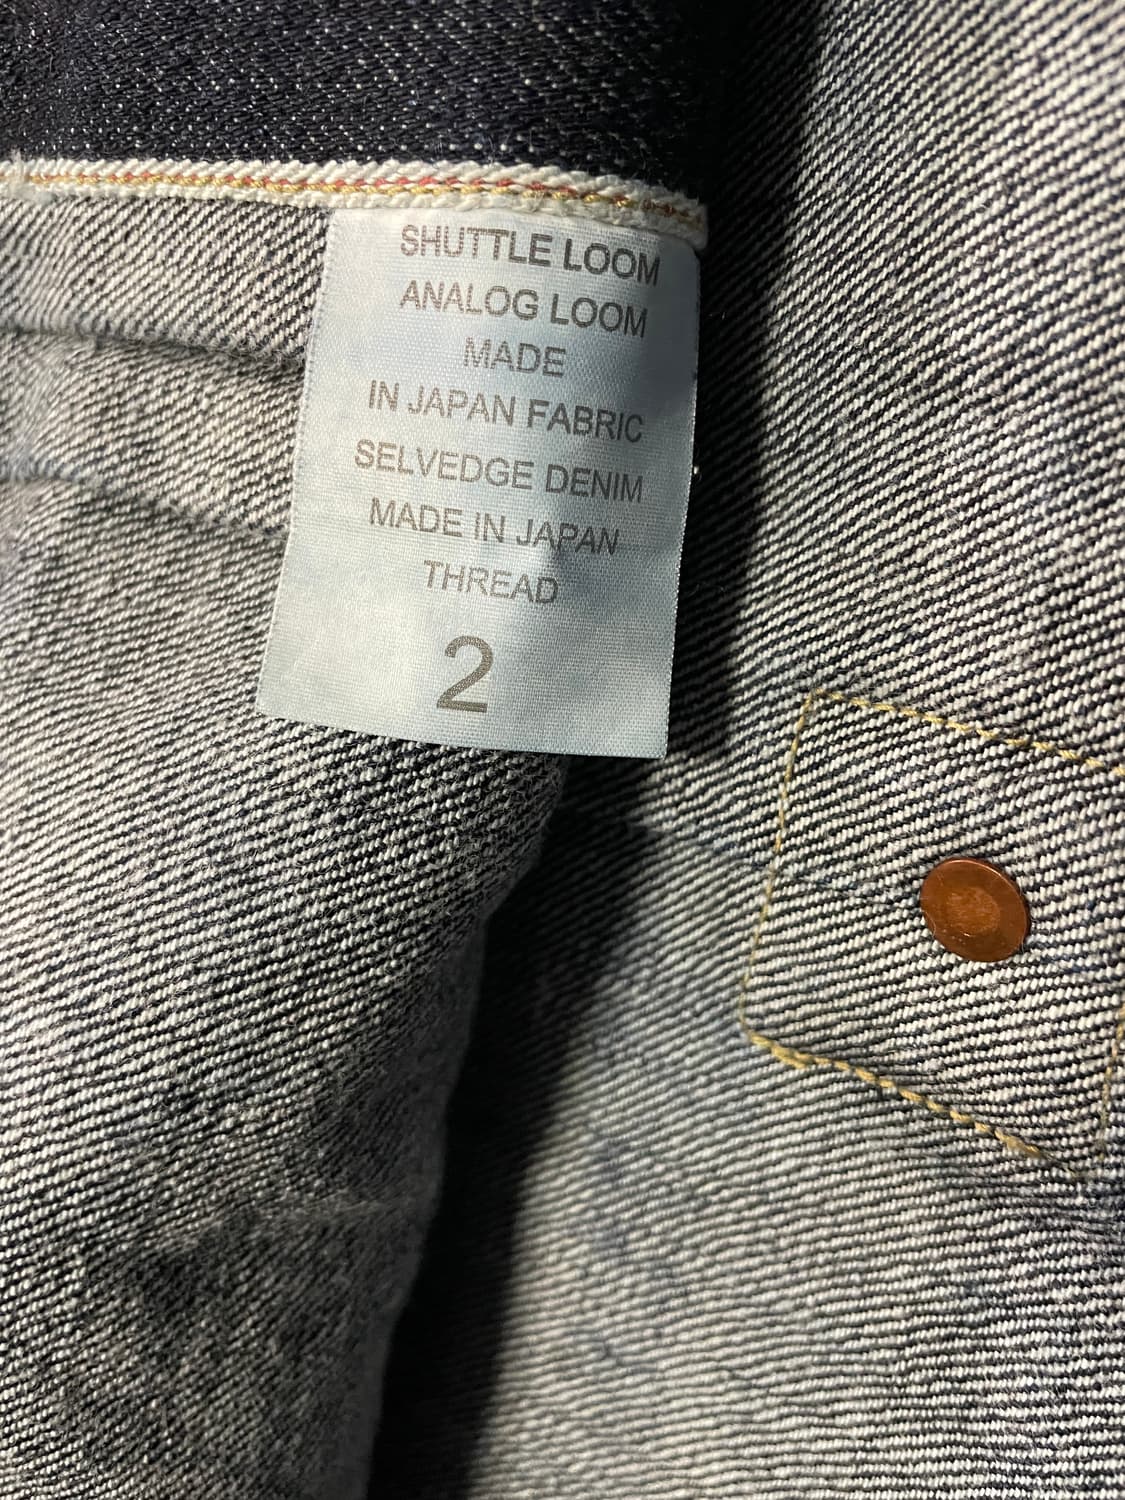 SHUTTLE LOOM
ANALOG LOOM
MADE
IN JAPAN FABRIC
SELVEDGE DENIM
MADE IN JAPAN
THREAD
2